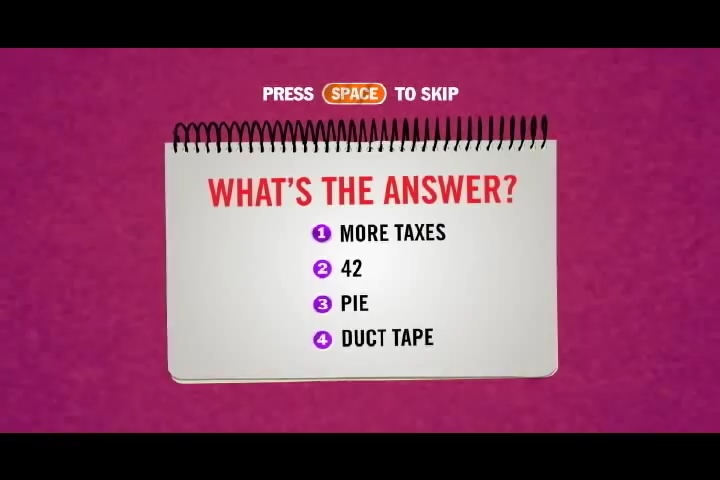 PRESS SPACE TO SKIP
WHAT'S THE ANSWER?
1 MORE TAXES
2 42
3 PIE
4 DUCT TAPE